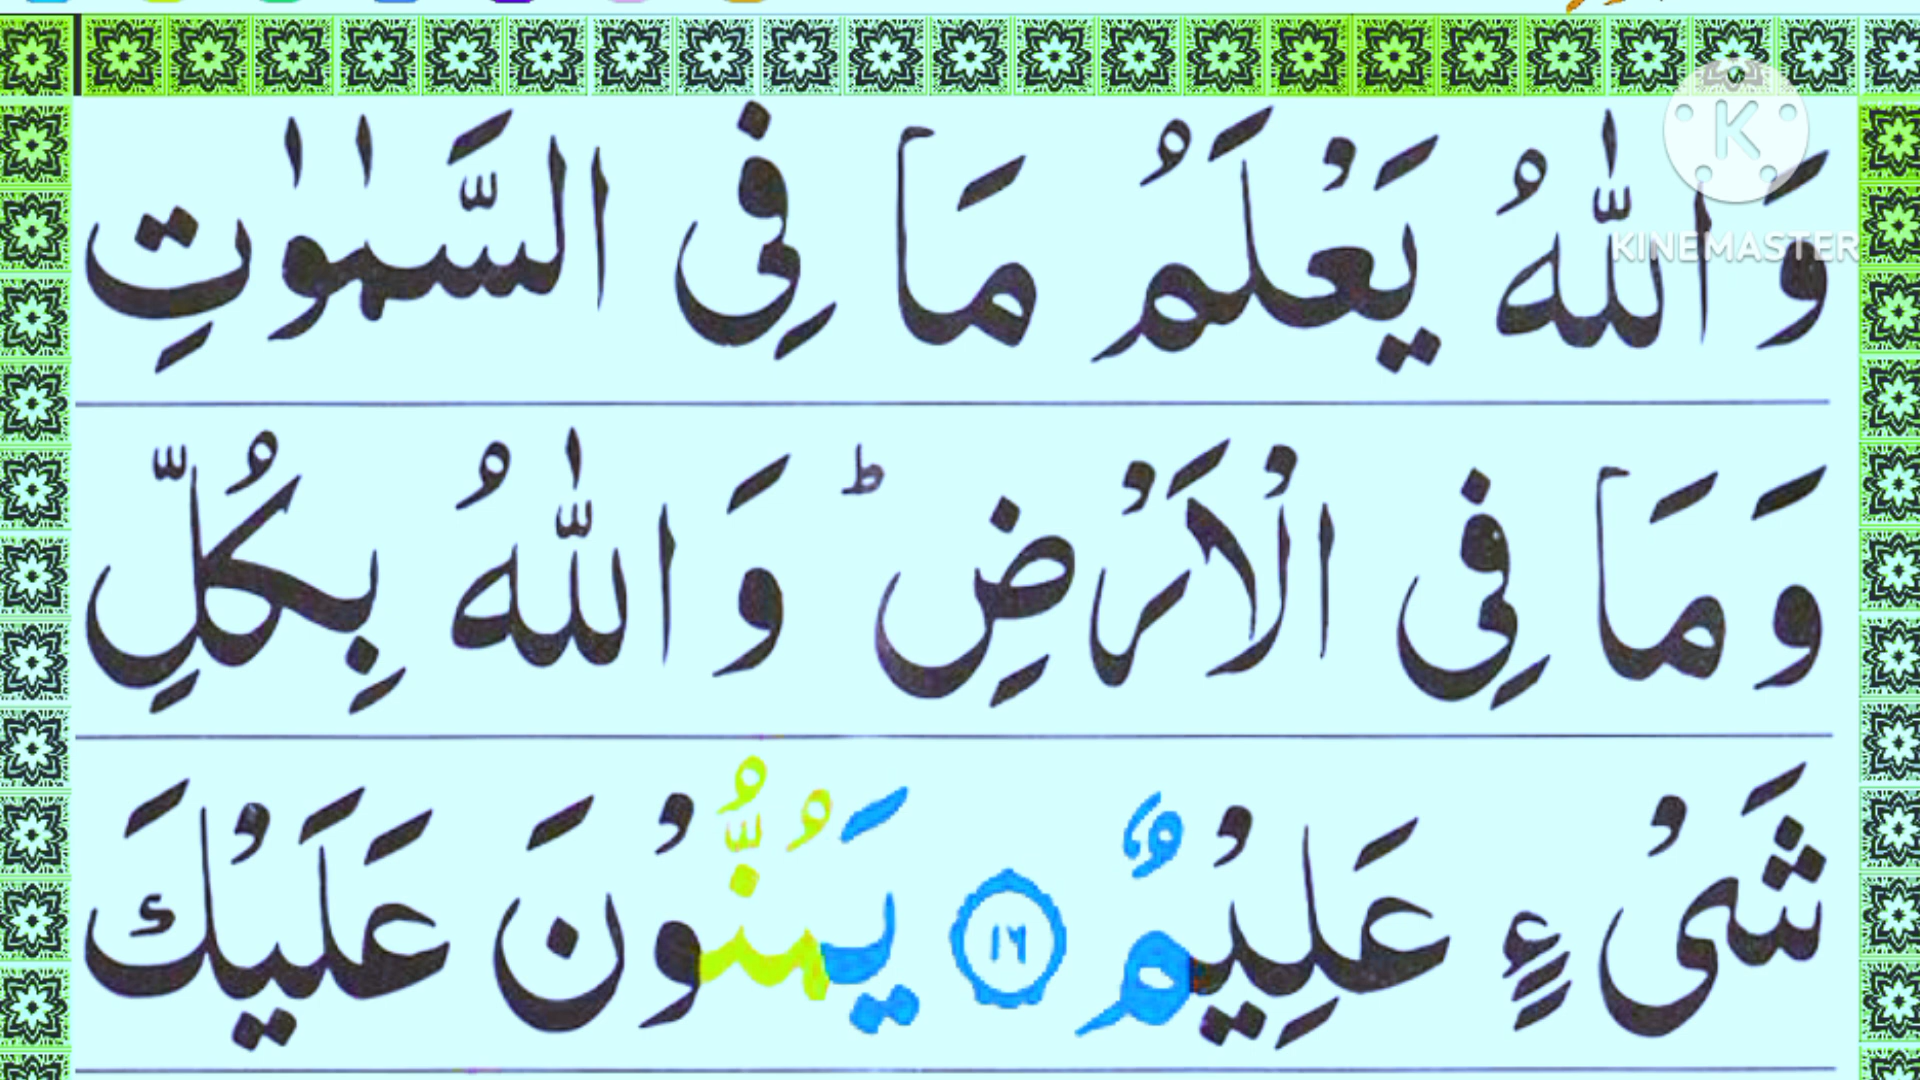 وَاللّٰهُ يَعْلَمُ مَا فِى السَّمٰوٰتِ
وَمَا فِى الْاَرْضِ ؕ وَاللّٰهُ بِكُلِّ
شَىْءٍ عَلِيْمٌ ١٦ يَمُنُّوْنَ عَلَيْكَ
K
KINEMASTER